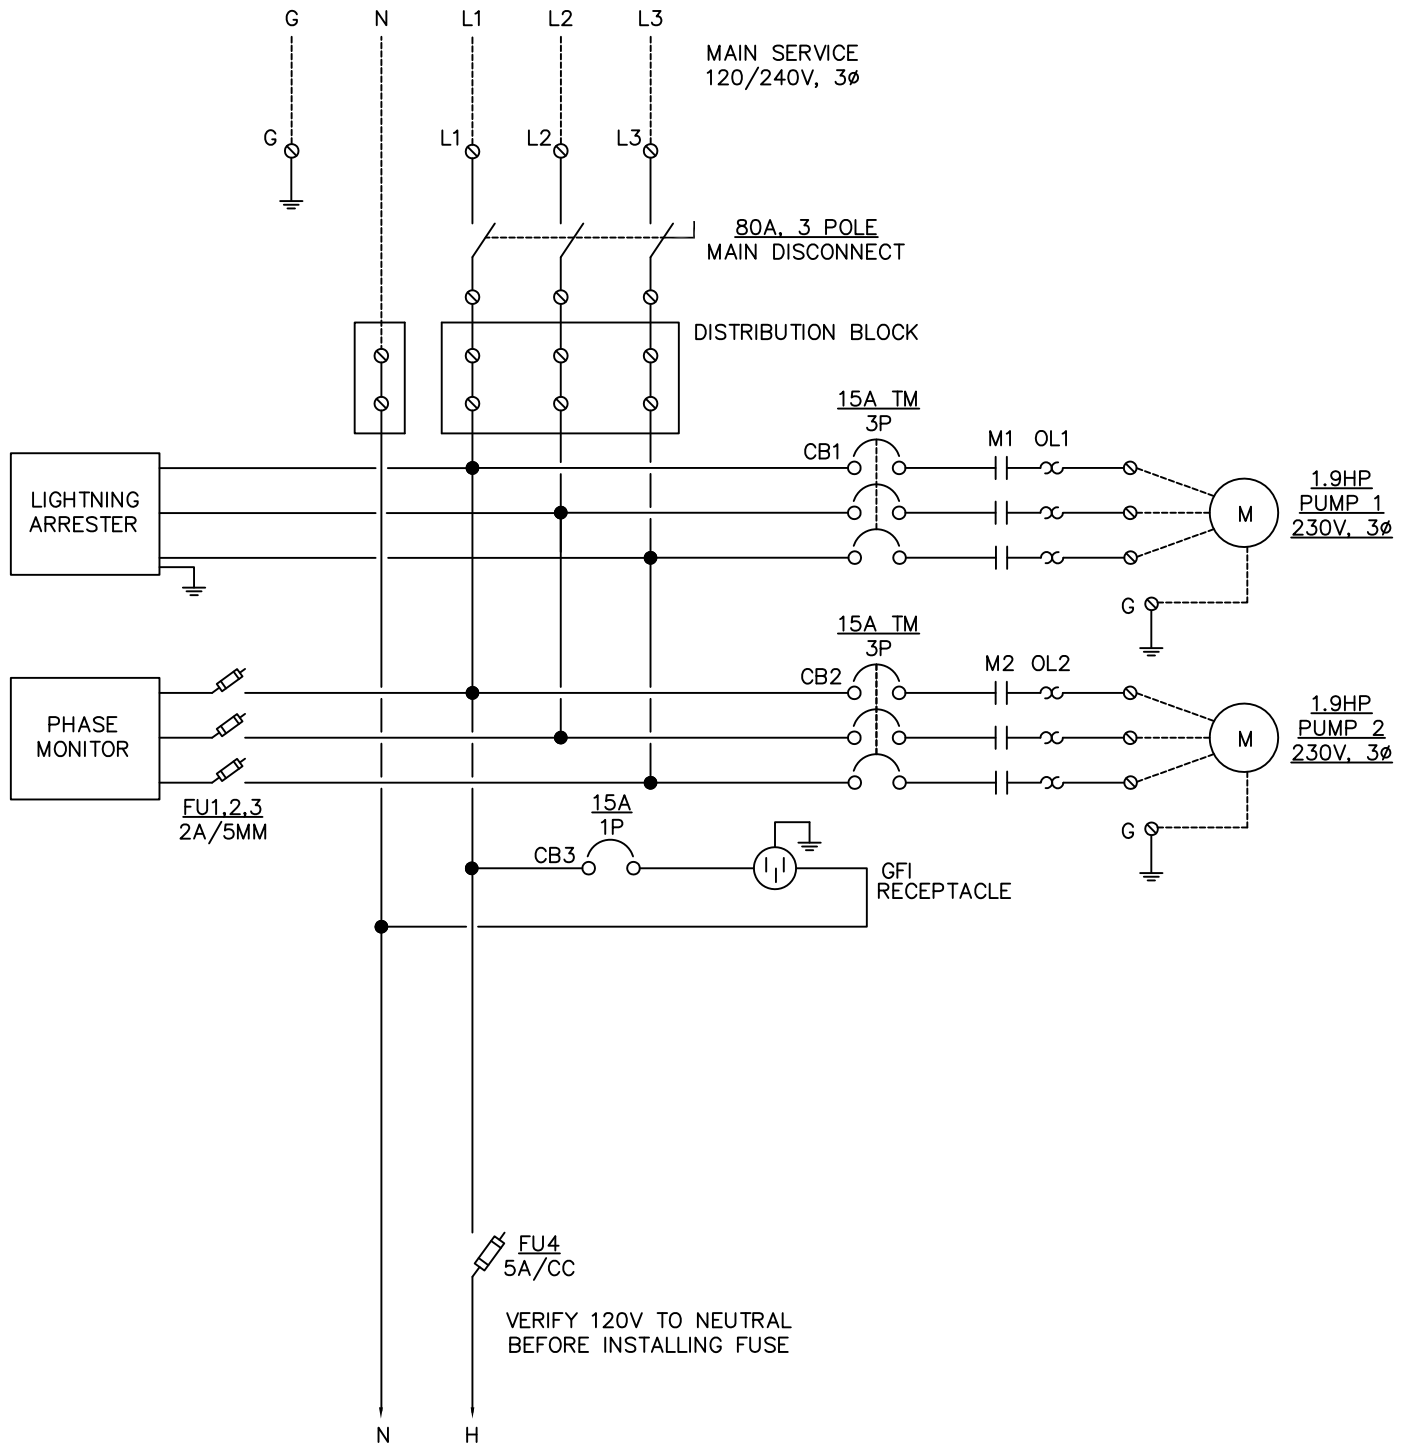 G N L1 L2 L3
MAIN SERVICE
120/240V, 3ø
G L1 L2 L3
80A, 3 POLE
MAIN DISCONNECT
DISTRIBUTION BLOCK
15A TM
3P
CB1 M1 OL1
LIGHTNING
ARRESTER
M
1.9HP
PUMP 1
230V, 3ø
G
15A TM
3P
CB2 M2 OL2
PHASE
MONITOR
M
1.9HP
PUMP 2
230V, 3ø
FU1,2,3
2A/5MM
15A
1P
G
CB3
GFI
RECEPTACLE
FU4
5A/CC
VERIFY 120V TO NEUTRAL
BEFORE INSTALLING FUSE
N H